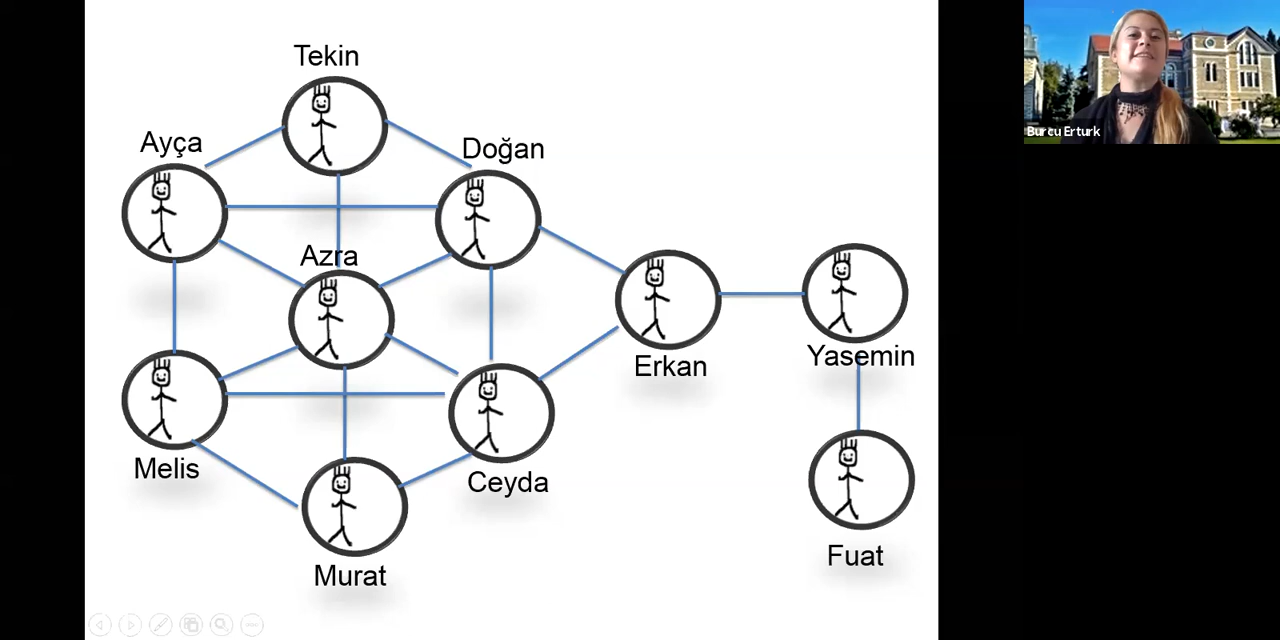 Tekin
Ayça
Doğan
Azra
Erkan
Yasemin
Melis
Ceyda
Murat
Fuat
Burcu Erturk